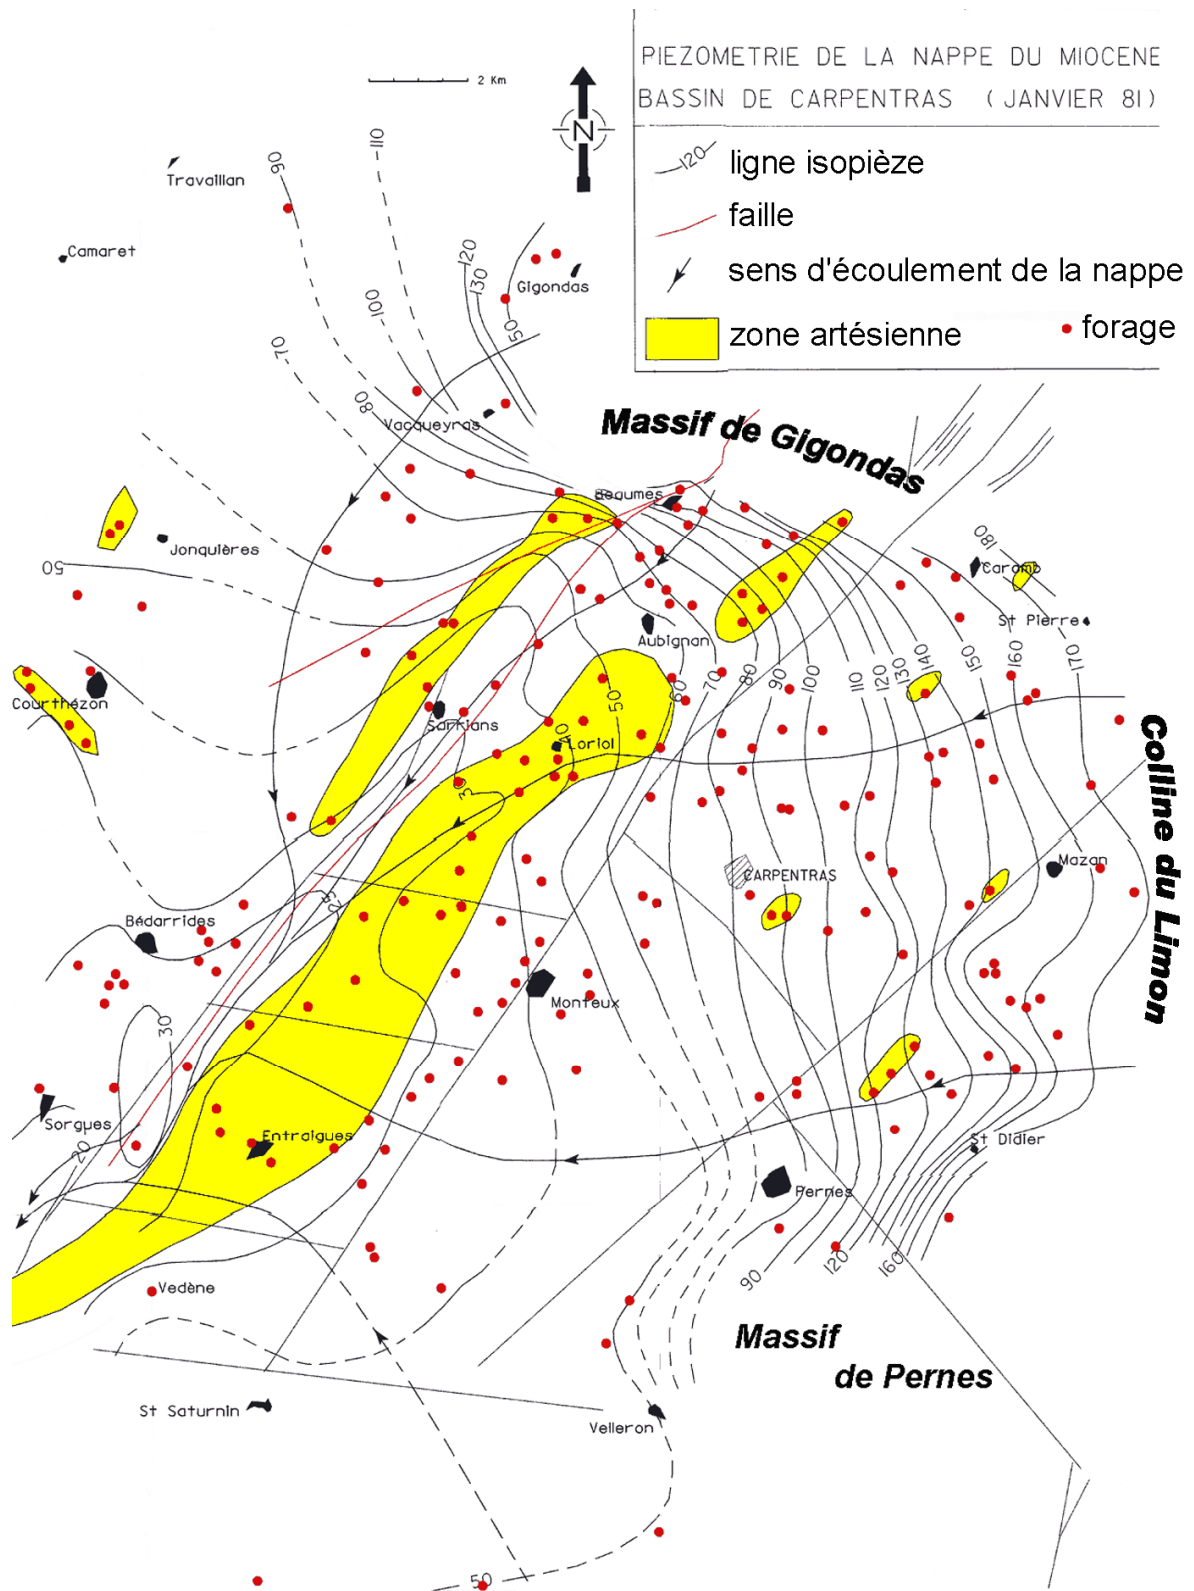 PIEZOMETRIE DE LA NAPPE DU MIOCENE
BASSIN DE CARPENTRAS (JANVIER 81)
2 Km
N
120
ligne isopièze
faille
sens d'écoulement de la nappe
zone artésienne
forage
90
110
Travaillan
Camaret
120
130
Gigondas
100
50
70
80
Vacqueyras
Massif de Gigondas
Beaumes
Jonquières
180
Caromb
50
St Pierre
Aubignan
50
60
70
80
90
100
110
120
130
140
150
160
170
Courthézon
Sarrians
40
Loriol
Colline du Limon
CARPENTRAS
Mazan
25
Bédarrides
Monteux
30
Sorgues
20
Entraigues
St Didier
Pernes
Vedène
90
120
160
Massif
de Pernes
St Saturnin
Velleron
50